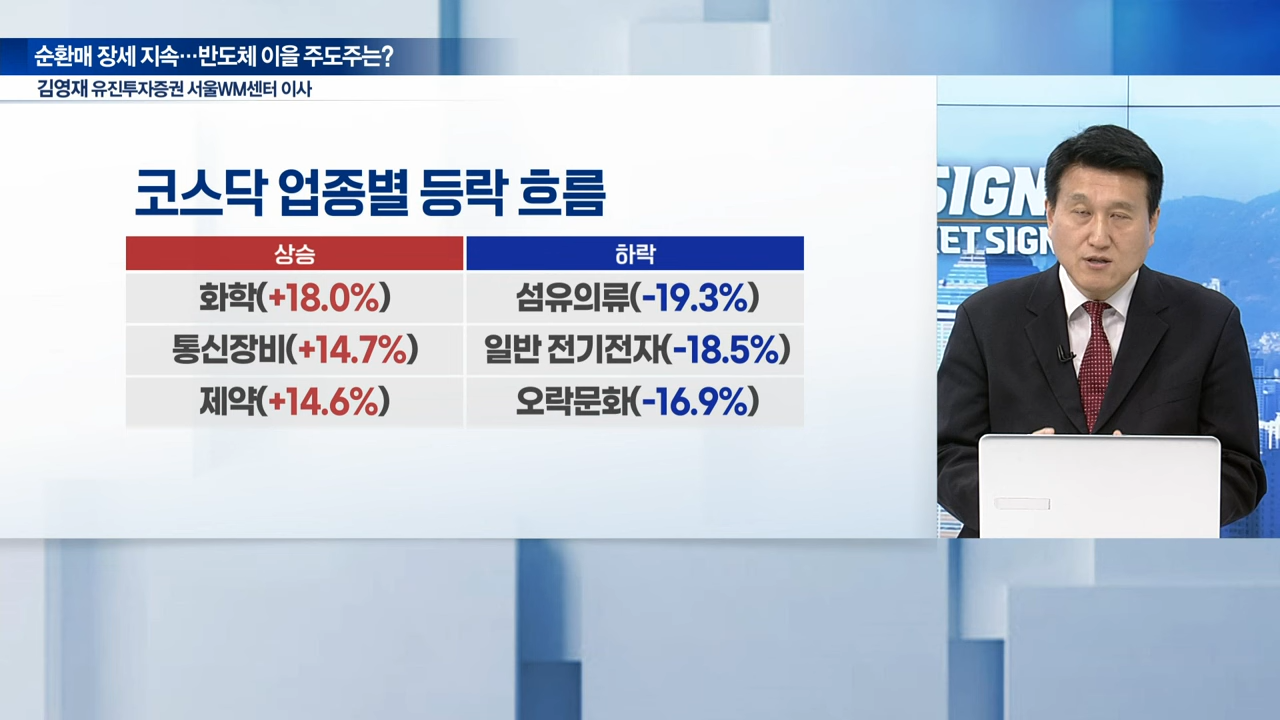 순환매 장세 지속…반도체 이을 주도주는?
김영재 유진투자증권 서울WM센터 이사
코스닥 업종별 등락 흐름
상승 하락
화학(+18.0%) 섬유의류(-19.3%)
통신장비(+14.7%) 일반 전기전자(-18.5%)
제약(+14.6%) 오락문화(-16.9%)
SIGN
KET SIGN